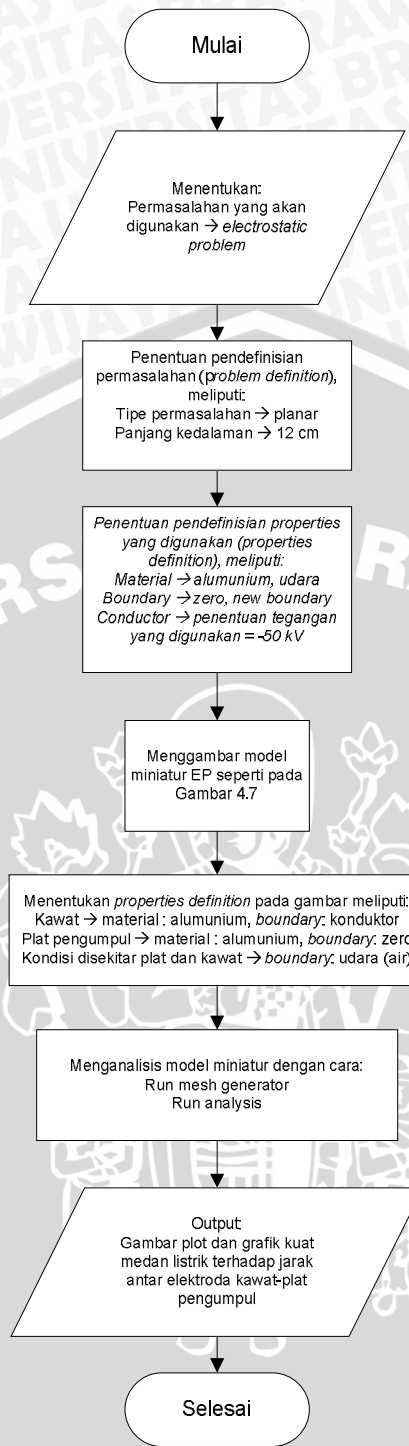 Mulai
Menentukan:
Permasalahan yang akan
digunakan → electrostatic
problem
Penentuan pendefinisian
permasalahan (problem definition),
meliputi:
Tipe permasalahan → planar
Panjang kedalaman → 12 cm
Penentuan pendefinisian properties
yang digunakan (properties
definition), meliputi:
Material → alumunium, udara
Boundary → zero, new boundary
Conductor → penentuan tegangan
yang digunakan = -50 kV
Menggambar model
miniatur EP seperti pada
Gambar 4.7
Menentukan properties definition pada gambar meliputi:
Kawat → material : alumunium, boundary: konduktor
Plat pengumpul → material : alumunium, boundary: zero
Kondisi disekitar plat dan kawat → boundary: udara (air)
Menganalisis model miniatur dengan cara:
Run mesh generator
Run analysis
Output:
Gambar plot dan grafik kuat
medan listrik terhadap jarak
antar elektroda kawat-plat
pengumpul
Selesai